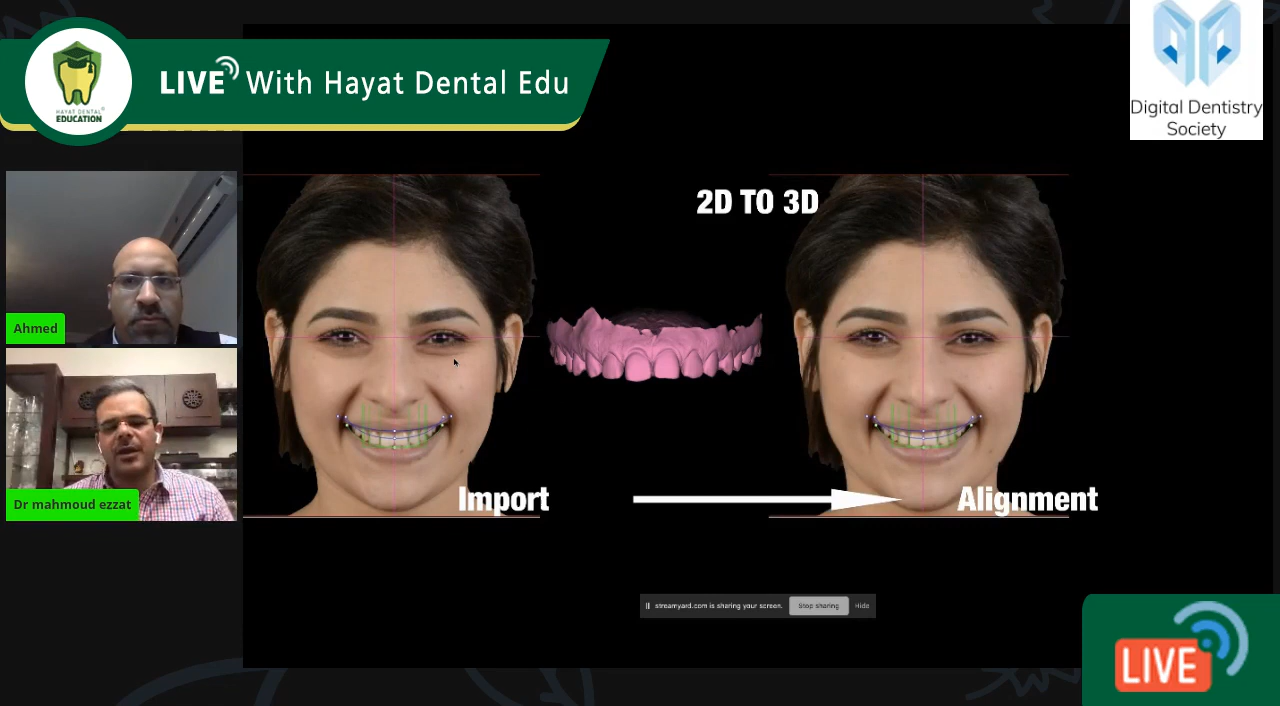 HAYAT DENTAL
EDUCATION
LIVE With Hayat Dental Edu
Digital Dentistry
Society
2D TO 3D
Ahmed
Dr mahmoud ezzat
Import
Alignment
streamyard.com is sharing your screen. Stop sharing Hide
LIVE